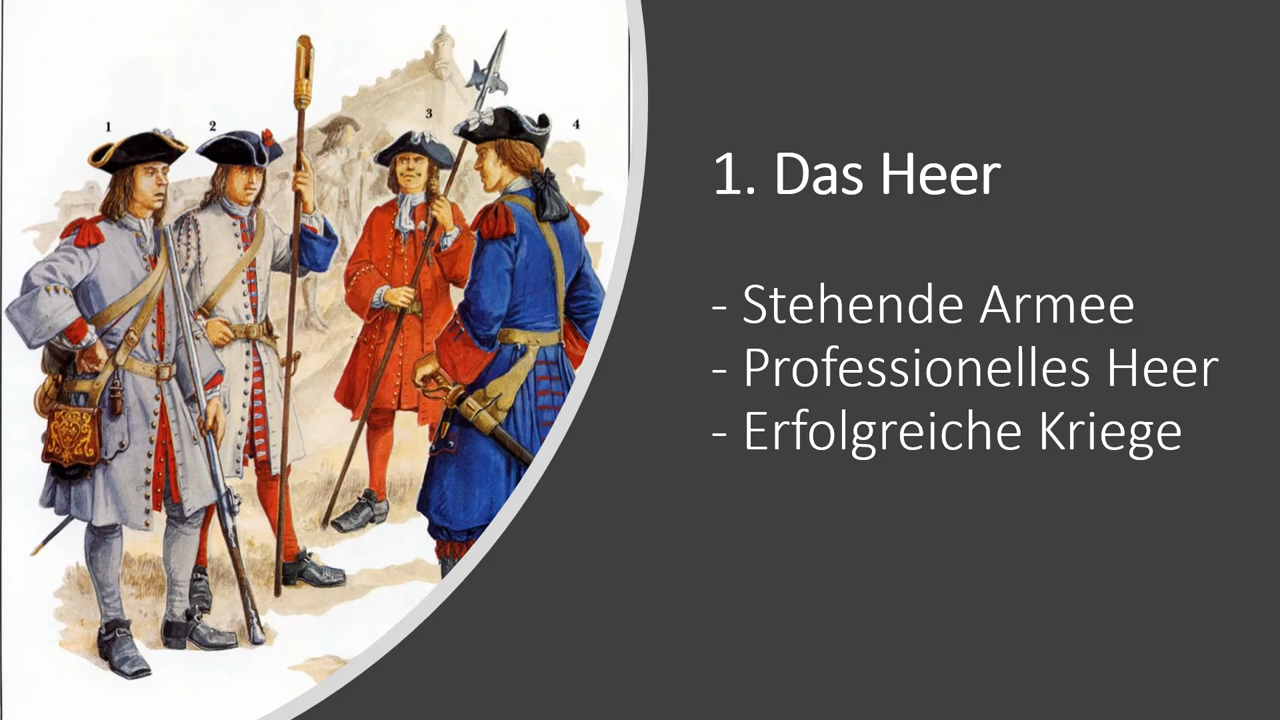 1
2
3
4
1. Das Heer
- Stehende Armee
- Professionelles Heer
- Erfolgreiche Kriege